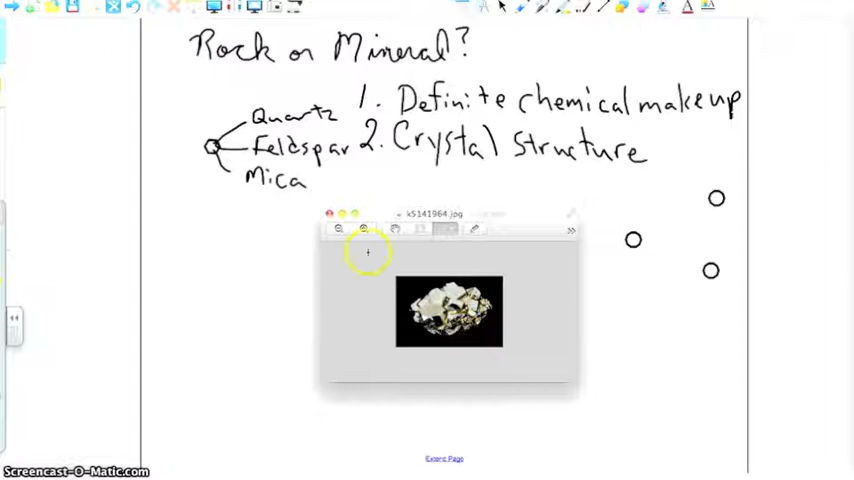 Rock or Mineral?
1. Definite chemical makeup
Quartz
Feldspar
Mica
2. Crystal Structure
k5141964.jpg
Extend Page
Screencast-O-Matic.com